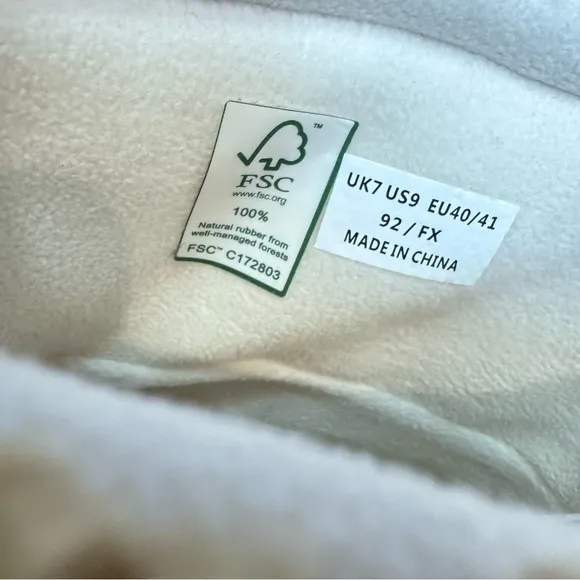 ™
FSC
www.fsc.org
100%
Natural rubber from
well-managed forests
FSC™ C172803
UK7 US9 EU40/41
92 / FX
MADE IN CHINA